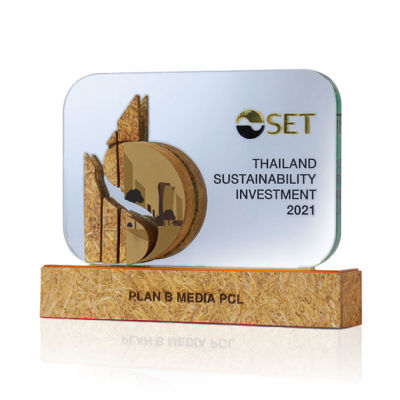 SET
THAILAND
SUSTAINABILITY
INVESTMENT
2021
PLAN B MEDIA PCL